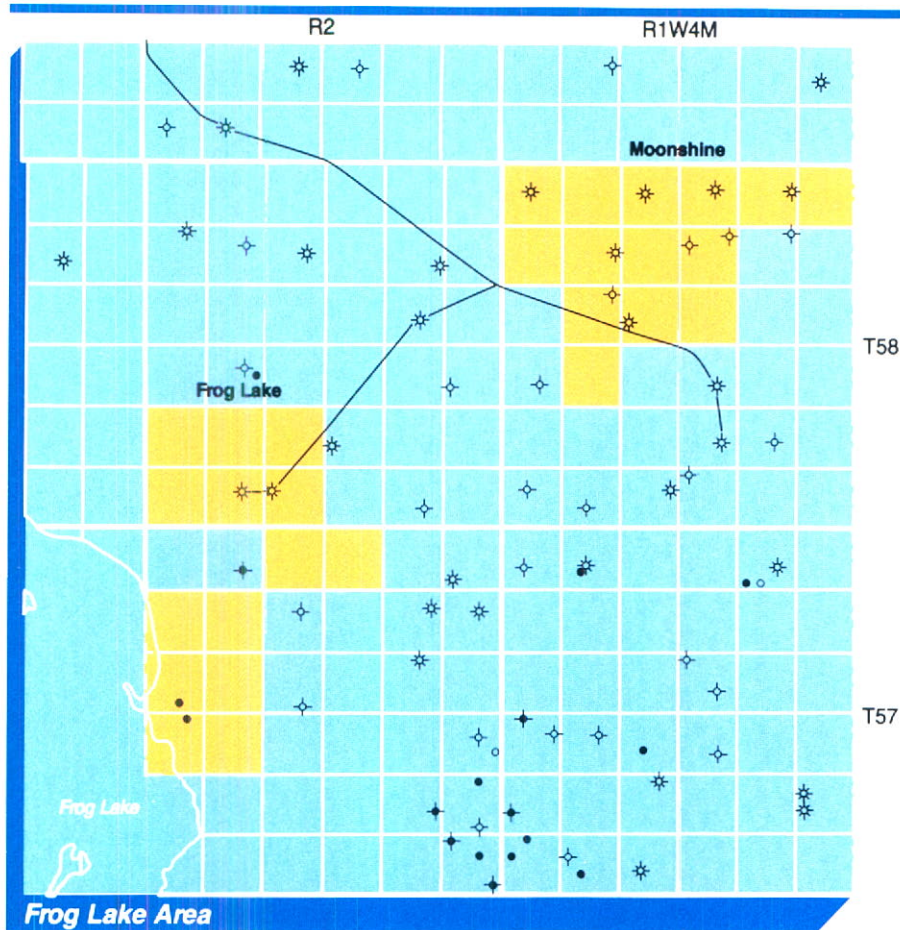 R2
R1W4M
Moonshine
T58
Frog Lake
T57
Frog Lake
Frog Lake Area